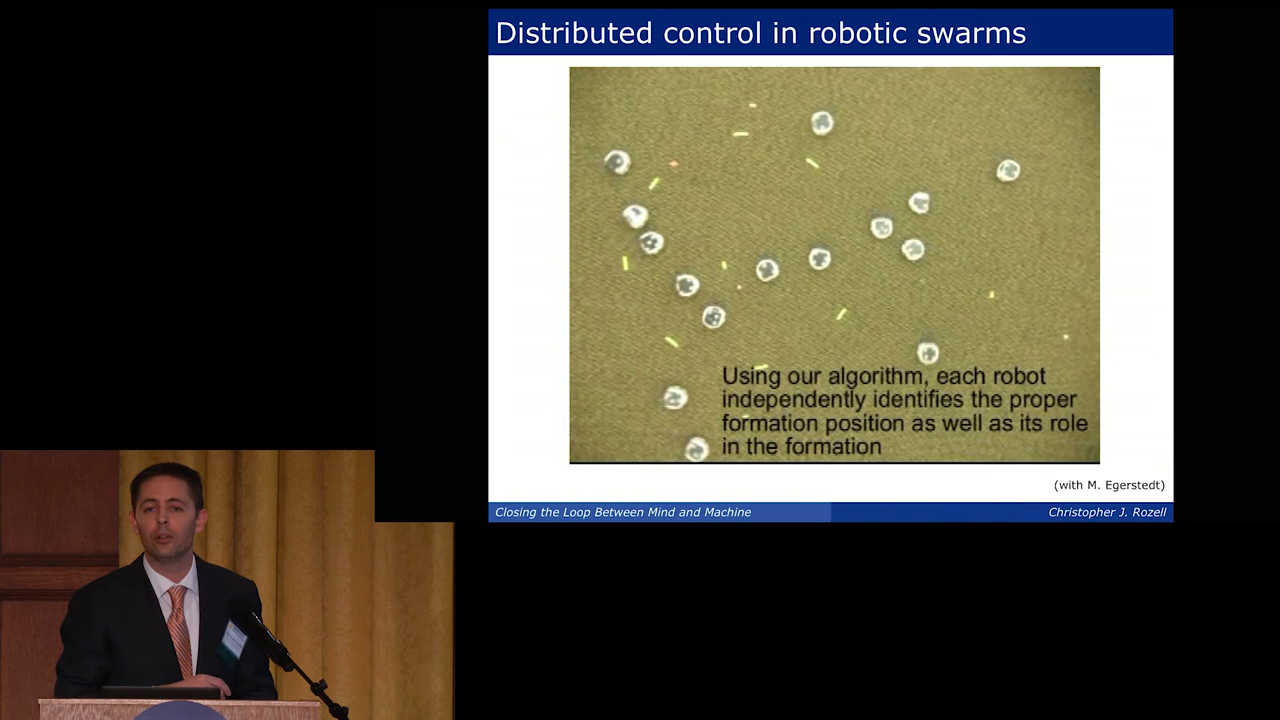 Distributed control in robotic swarms
Using our algorithm, each robot
independently identifies the proper
formation position as well as its role
in the formation
(with M. Egerstedt)
Closing the Loop Between Mind and Machine
Christopher J. Rozell